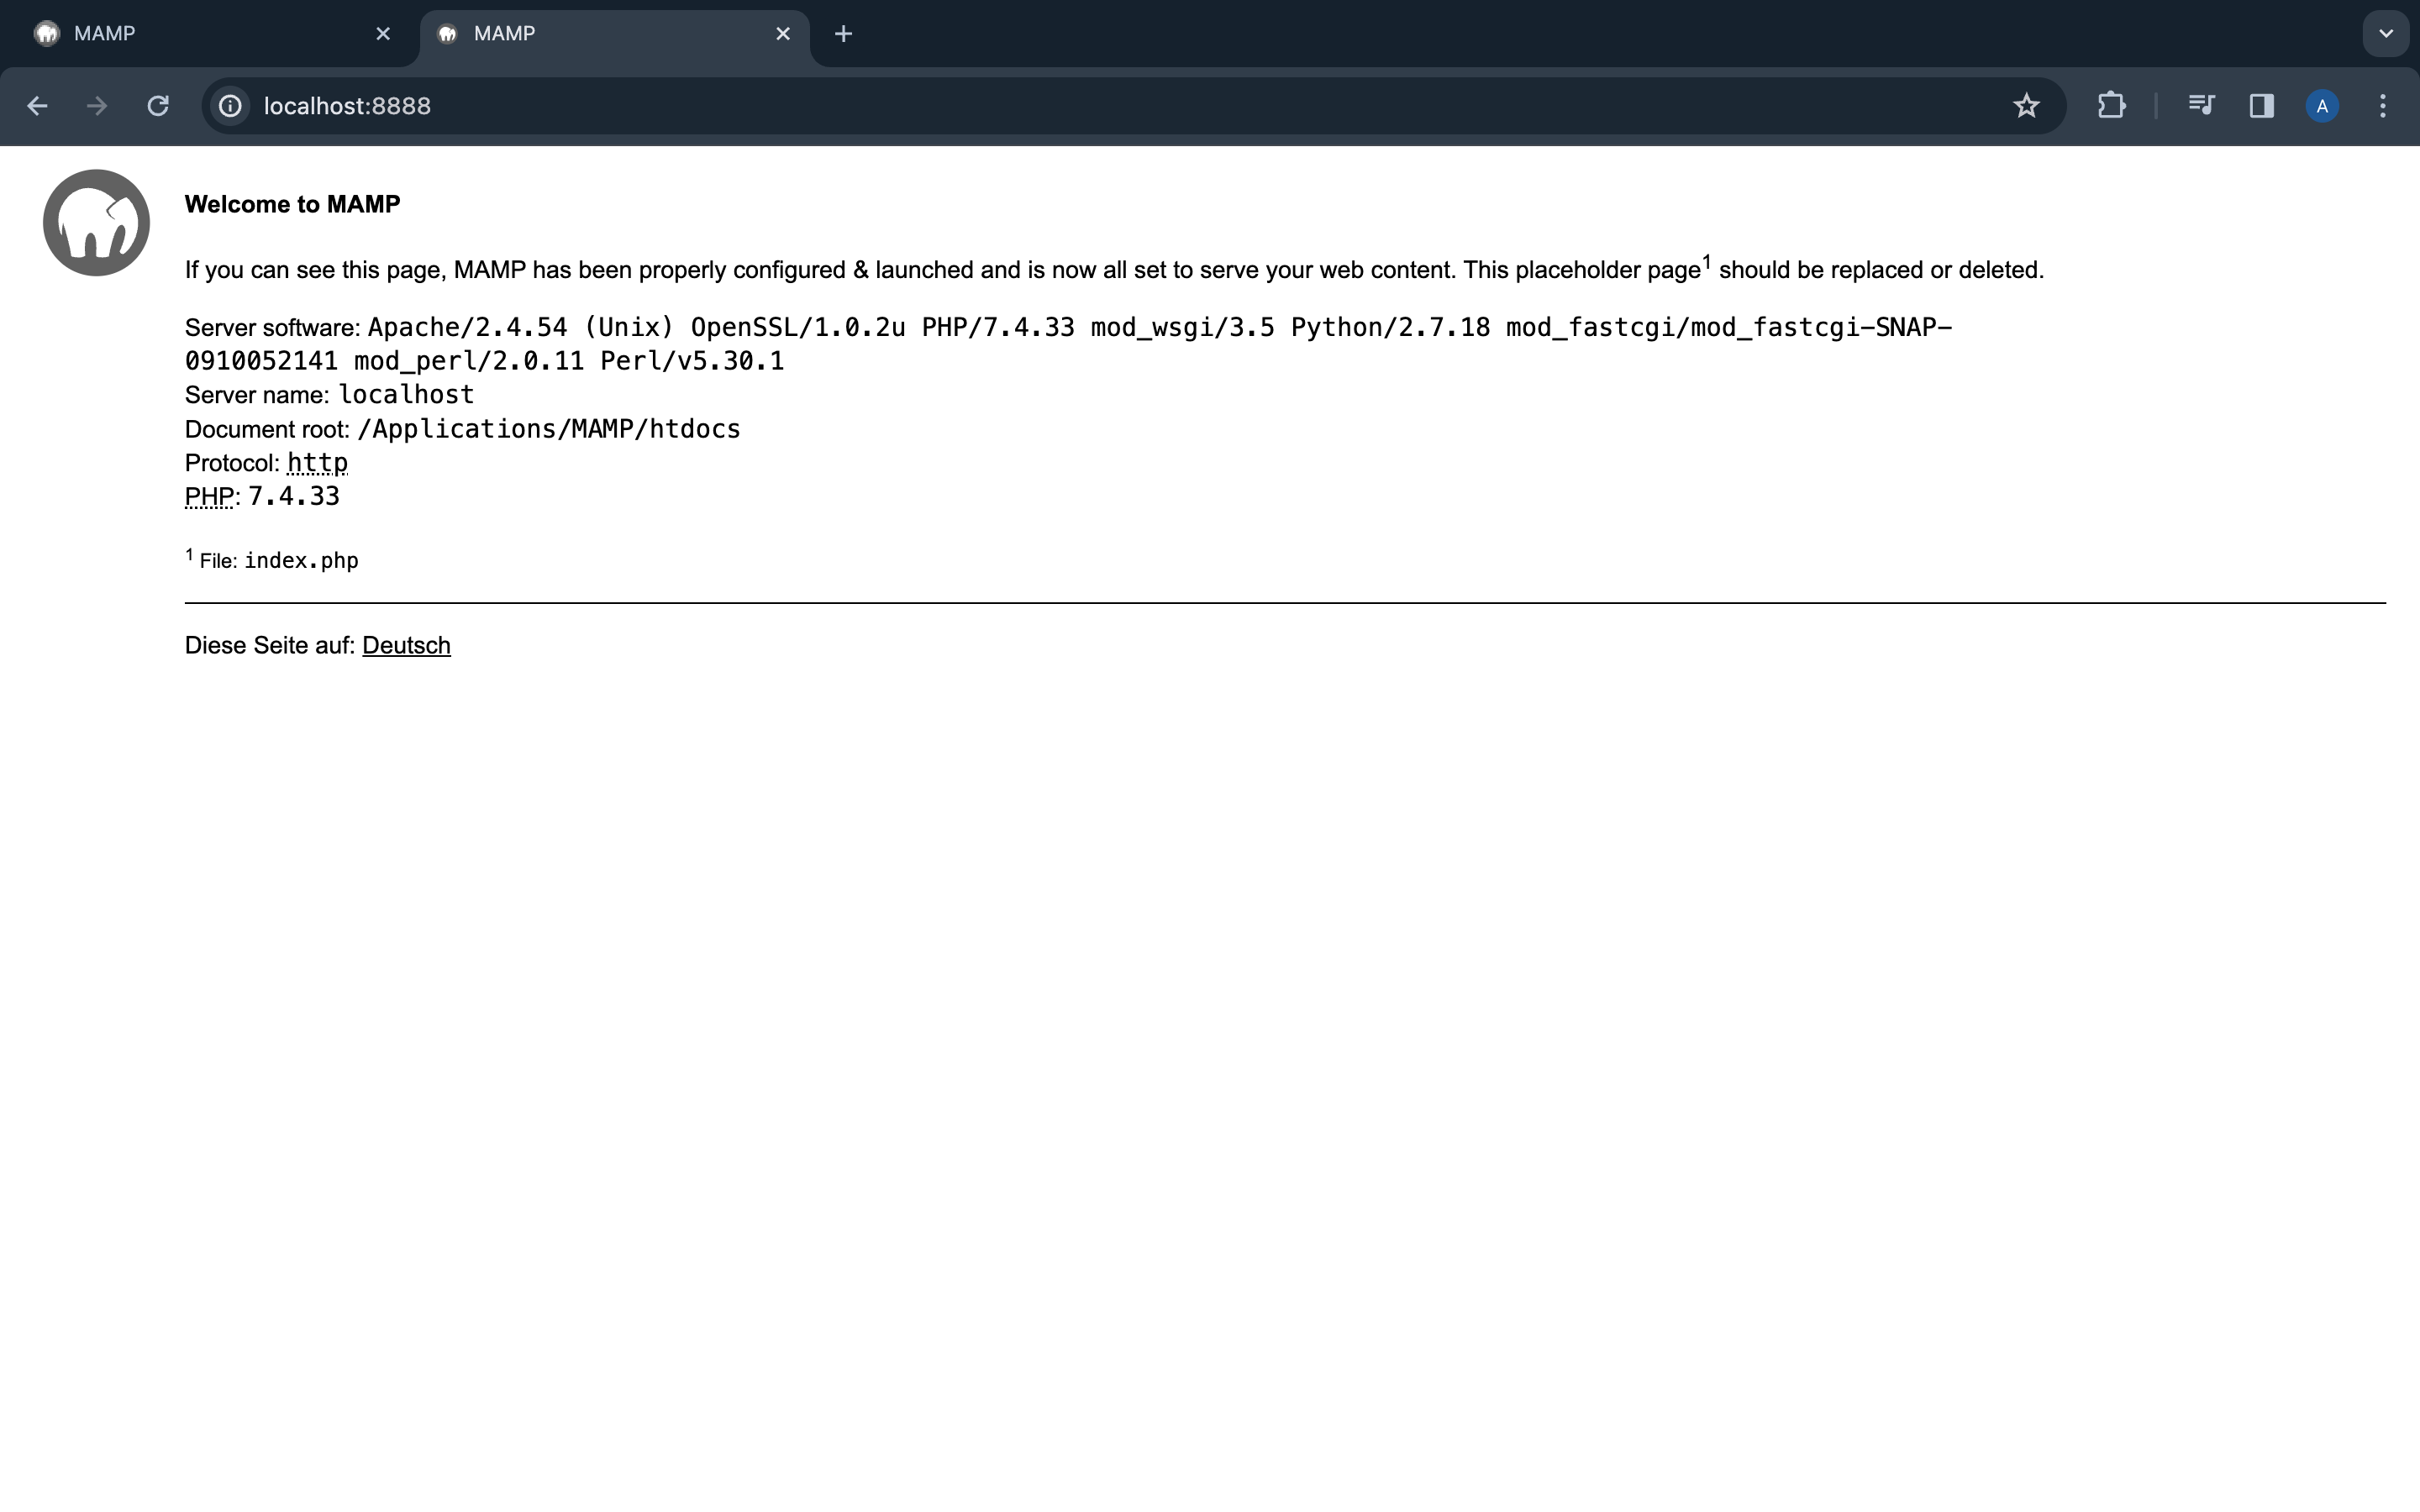 MAMP
MAMP
localhost:8888
A
Welcome to MAMP
If you can see this page, MAMP has been properly configured & launched and is now all set to serve your web content. This placeholder page1 should be replaced or deleted.
Server software: Apache/2.4.54 (Unix) OpenSSL/1.0.2u PHP/7.4.33 mod_wsgi/3.5 Python/2.7.18 mod_fastcgi/mod_fastcgi-SNAP-
0910052141 mod_perl/2.0.11 Perl/v5.30.1
Server name: localhost
Document root: /Applications/MAMP/htdocs
Protocol: http
PHP: 7.4.33
1 File: index.php
Diese Seite auf: Deutsch